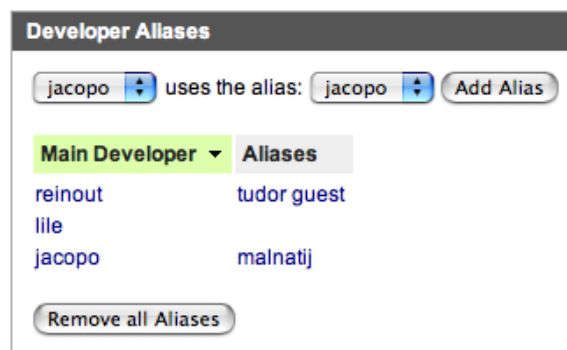 Developer Aliases
jacopo uses the alias: jacopo Add Alias
Main Developer Aliases
reinout tudor guest
lile
jacopo malnatij
Remove all Aliases